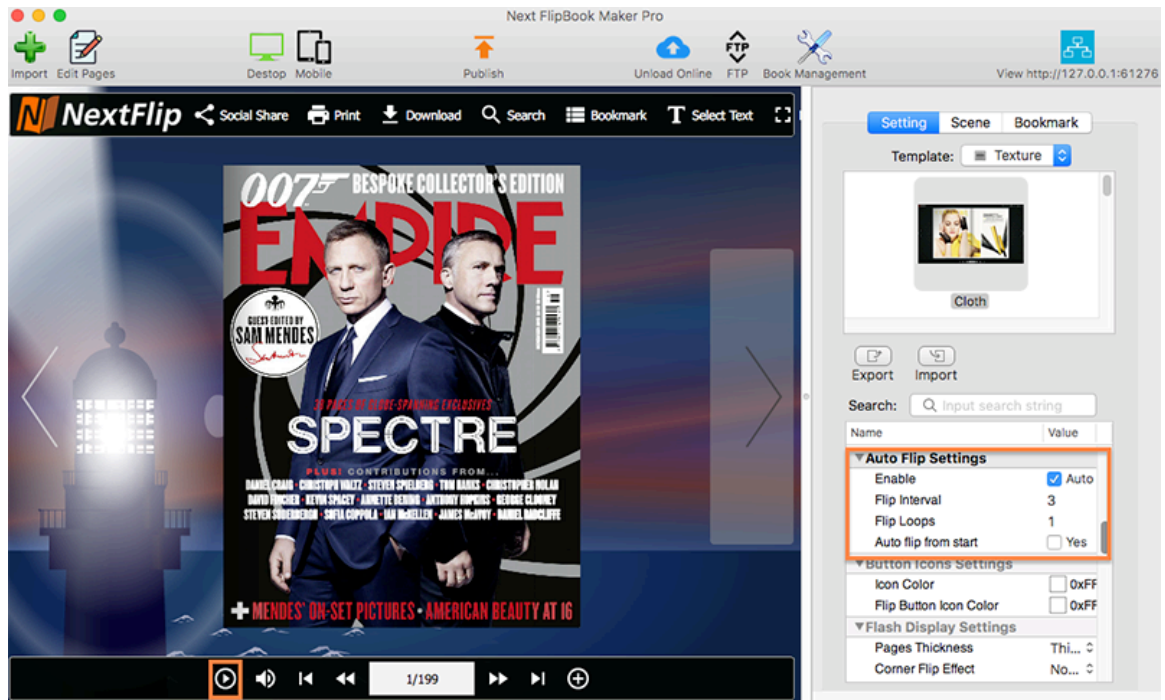 Next FlipBook Maker Pro
Import Edit Pages Destop Mobile Publish Unload Online FTP Book Management View http://127.0.0.1:61276
FTP
NextFlip Social Share Print Download Search Bookmark Select Text
Setting Scene Bookmark
Template: Texture
Cloth
Export Import
Search: Input search string
Name Value
Auto Flip Settings
Enable Auto
Flip Interval 3
Flip Loops 1
Auto flip from start Yes
Button Icons Settings
Icon Color 0xFF
Flip Button Icon Color 0xFF
Flash Display Settings
Pages Thickness Thi...
Corner Flip Effect No...
007 BESPOKE COLLECTOR'S EDITION
EMPIRE
GUEST-EDITED BY
SAM MENDES
PAGES OF GLOBE-SPANNING EXCLUSIVES
SPECTRE
PLUS! CONTRIBUTIONS FROM...
DANIEL CRAIG • CHRISTOPH WALTZ • STEVEN SPIELBERG • TOM HANKS • CHRISTOPHER NOLAN
DAVID FINCHER • KEVIN SPACEY • ANNETTE BENING • ANTHONY HOPKINS • GEORGE CLOONEY
STEVEN SODERBERGH • SOFIA COPPOLA • IAN McKELLEN • JAMES McAVOY • DANIEL RADCLIFFE
+ MENDES' ON-SET PICTURES • AMERICAN BEAUTY AT 16
1/199